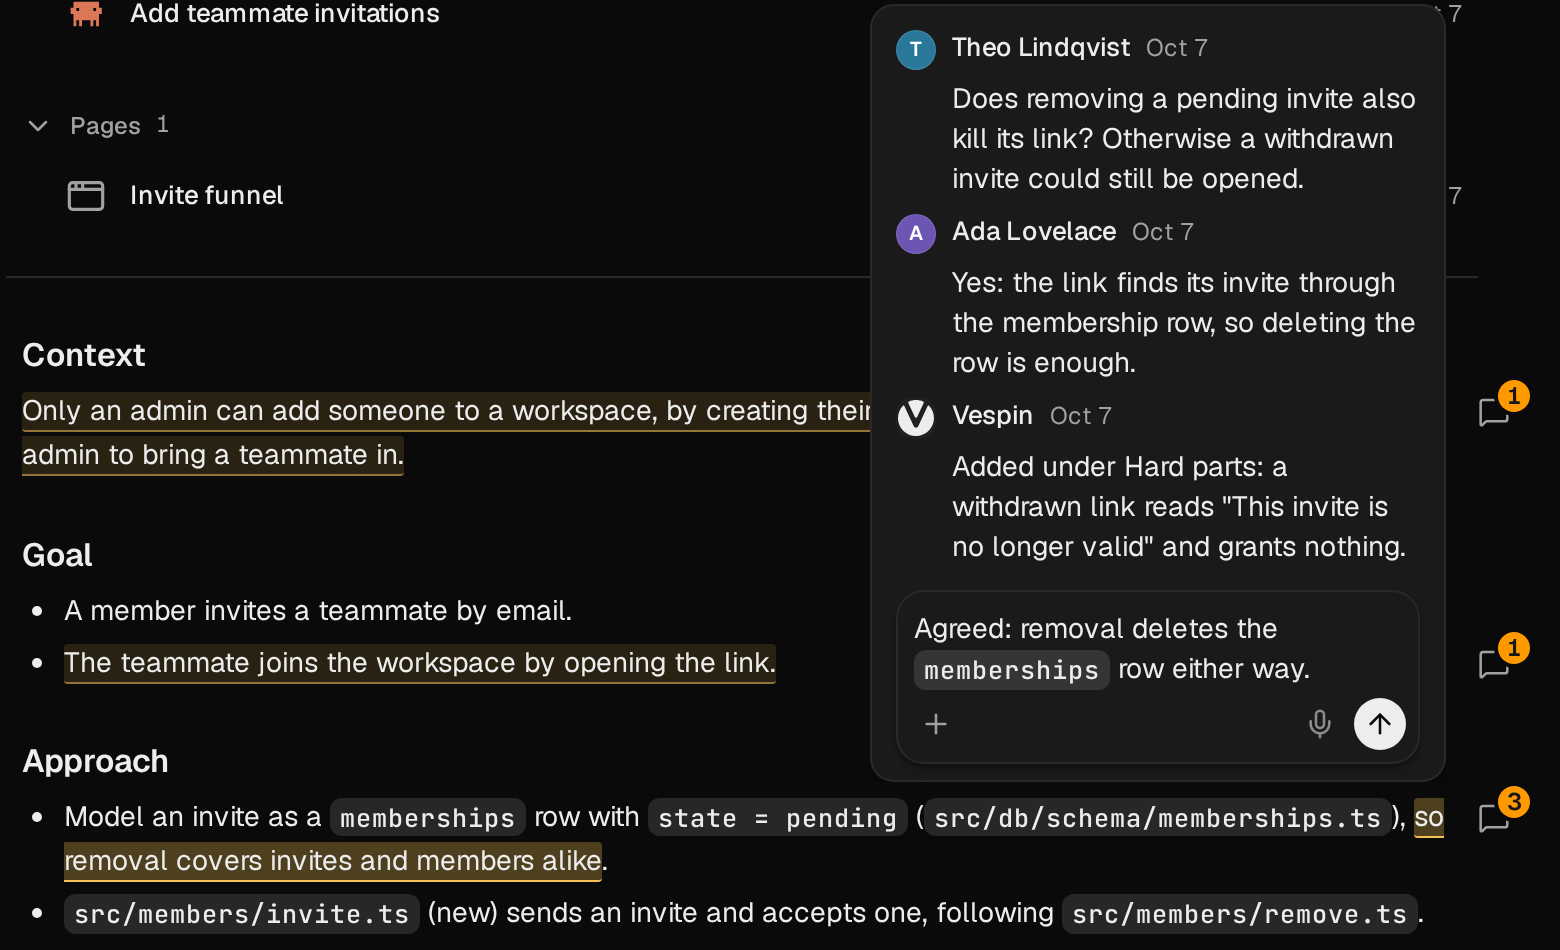 Add teammate invitations
7
Pages 1
Invite funnel
7
Context
Only an admin can add someone to a workspace, by creating their
admin to bring a teammate in.
1
Goal
A member invites a teammate by email.
The teammate joins the workspace by opening the link.
1
Approach
Model an invite as a memberships row with state = pending (src/db/schema/memberships.ts), so
removal covers invites and members alike.
3
src/members/invite.ts (new) sends an invite and accepts one, following src/members/remove.ts.
T Theo Lindqvist Oct 7
Does removing a pending invite also
kill its link? Otherwise a withdrawn
invite could still be opened.
A Ada Lovelace Oct 7
Yes: the link finds its invite through
the membership row, so deleting the
row is enough.
Vespin Oct 7
Added under Hard parts: a
withdrawn link reads "This invite is
no longer valid" and grants nothing.
Agreed: removal deletes the
memberships row either way.